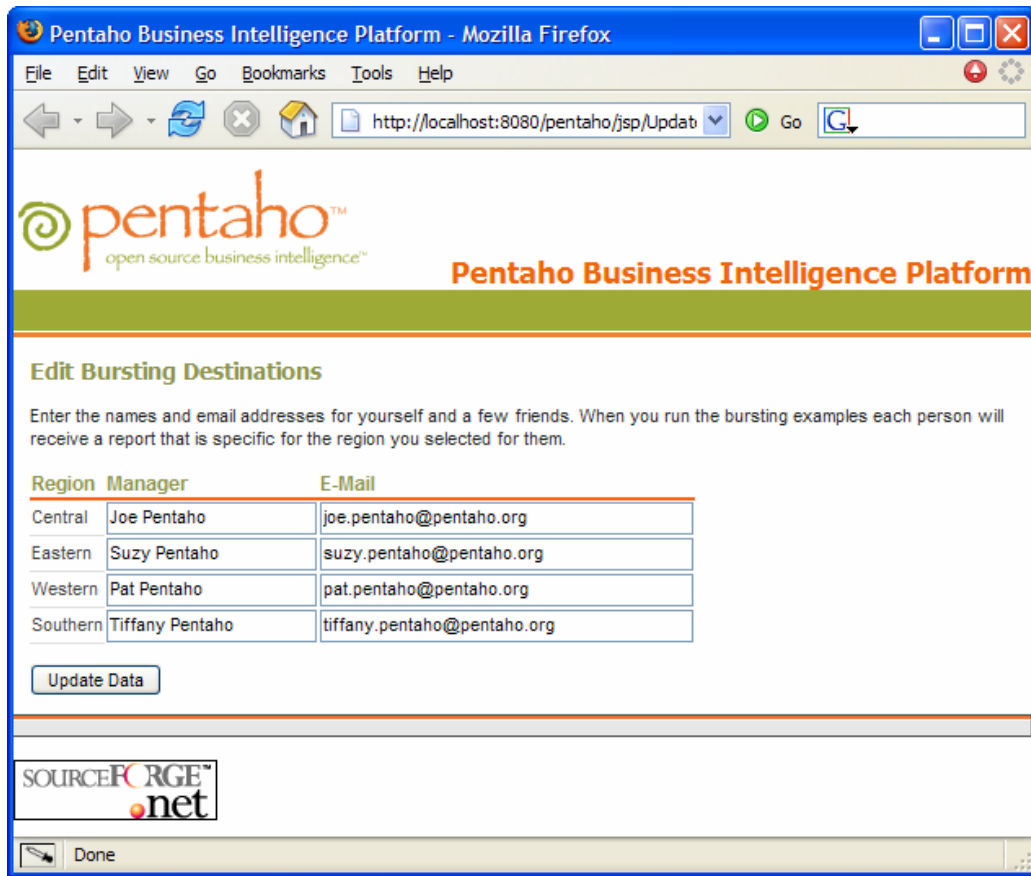 Pentaho Business Intelligence Platform - Mozilla Firefox
File Edit View Go Bookmarks Tools Help
http://localhost:8080/pentaho/jsp/Updat Go G
pentaho™
open source business intelligence™
Pentaho Business Intelligence Platform
Edit Bursting Destinations
Enter the names and email addresses for yourself and a few friends. When you run the bursting examples each person will
receive a report that is specific for the region you selected for them.
Region Manager E-Mail
Central Joe Pentaho joe.pentaho@pentaho.org
Eastern Suzy Pentaho suzy.pentaho@pentaho.org
Western Pat Pentaho pat.pentaho@pentaho.org
Southern Tiffany Pentaho tiffany.pentaho@pentaho.org
Update Data
SOURCEFORGE™
.net
Done